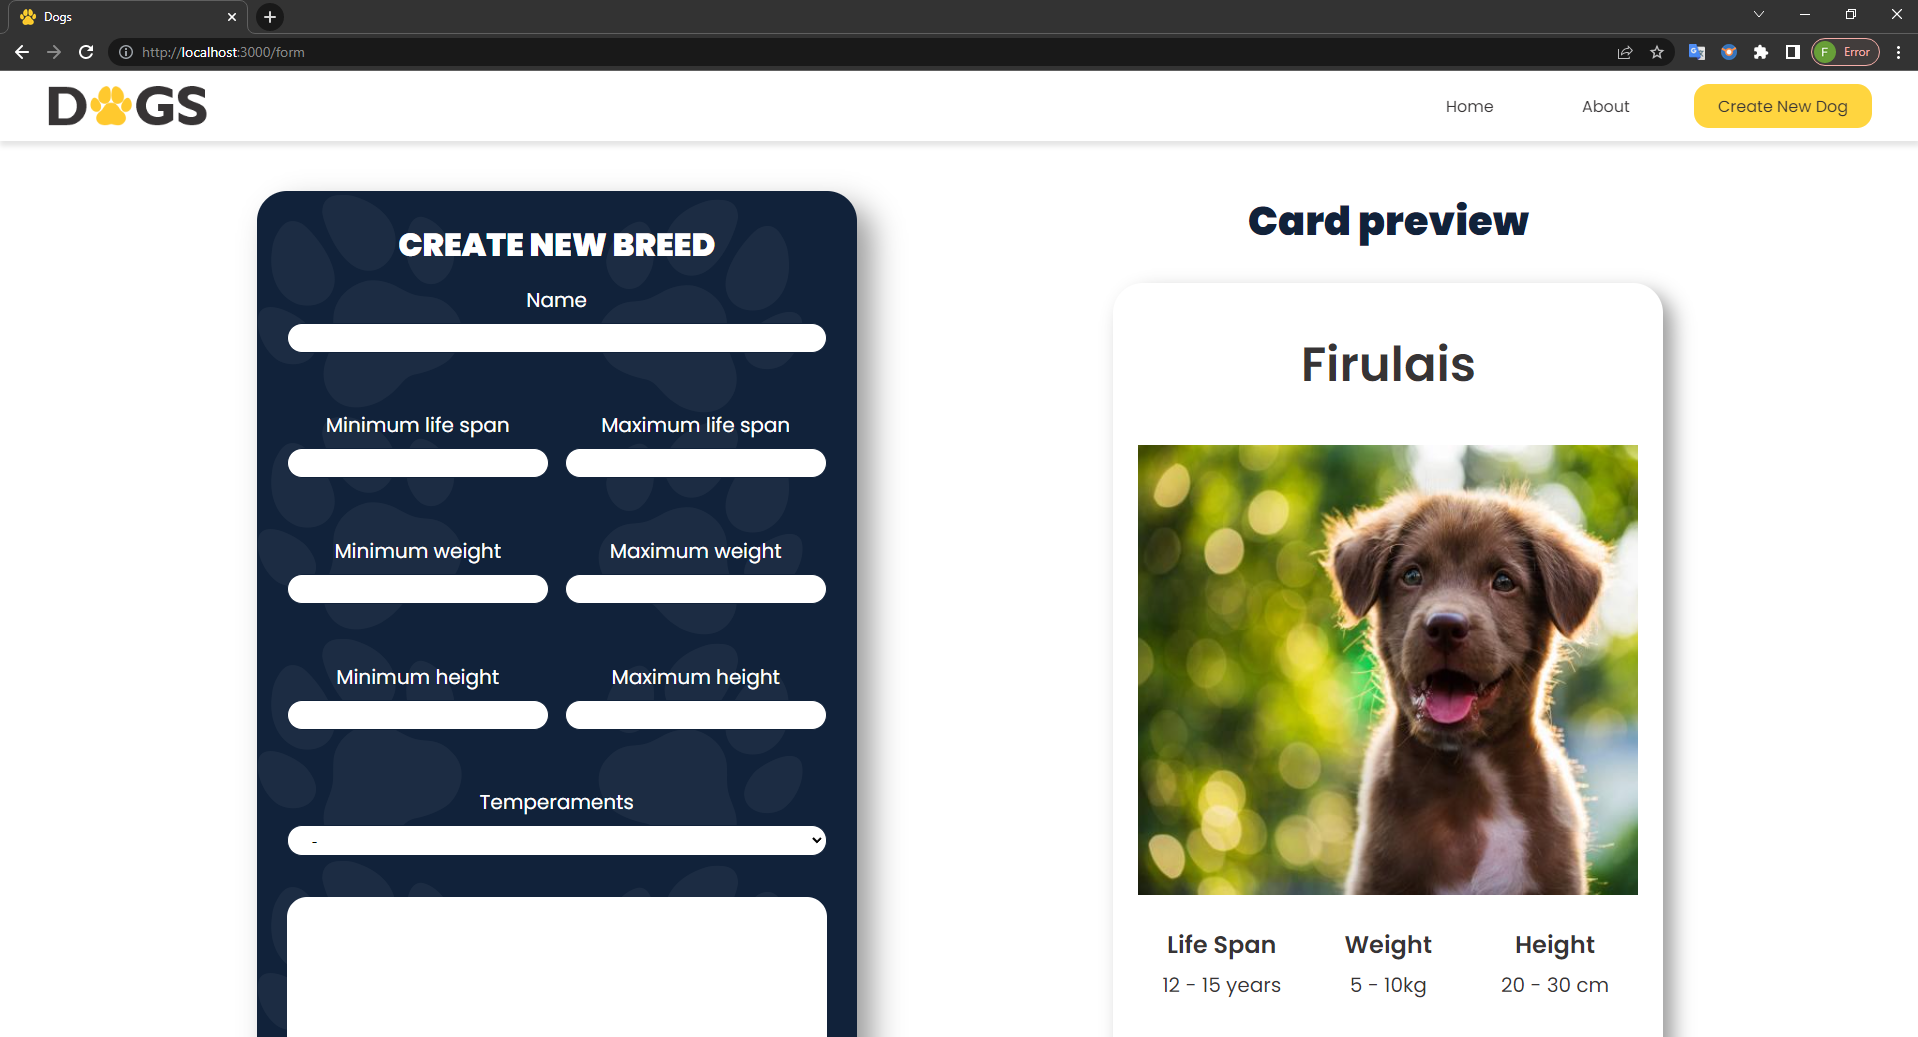 Dogs
http://localhost:3000/form
F Error
DOGS
Home
About
Create New Dog
CREATE NEW BREED
Name
Minimum life span
Maximum life span
Minimum weight
Maximum weight
Minimum height
Maximum height
Temperaments
-
Card preview
Firulais
Life Span
Weight
Height
12 - 15 years
5 - 10kg
20 - 30 cm